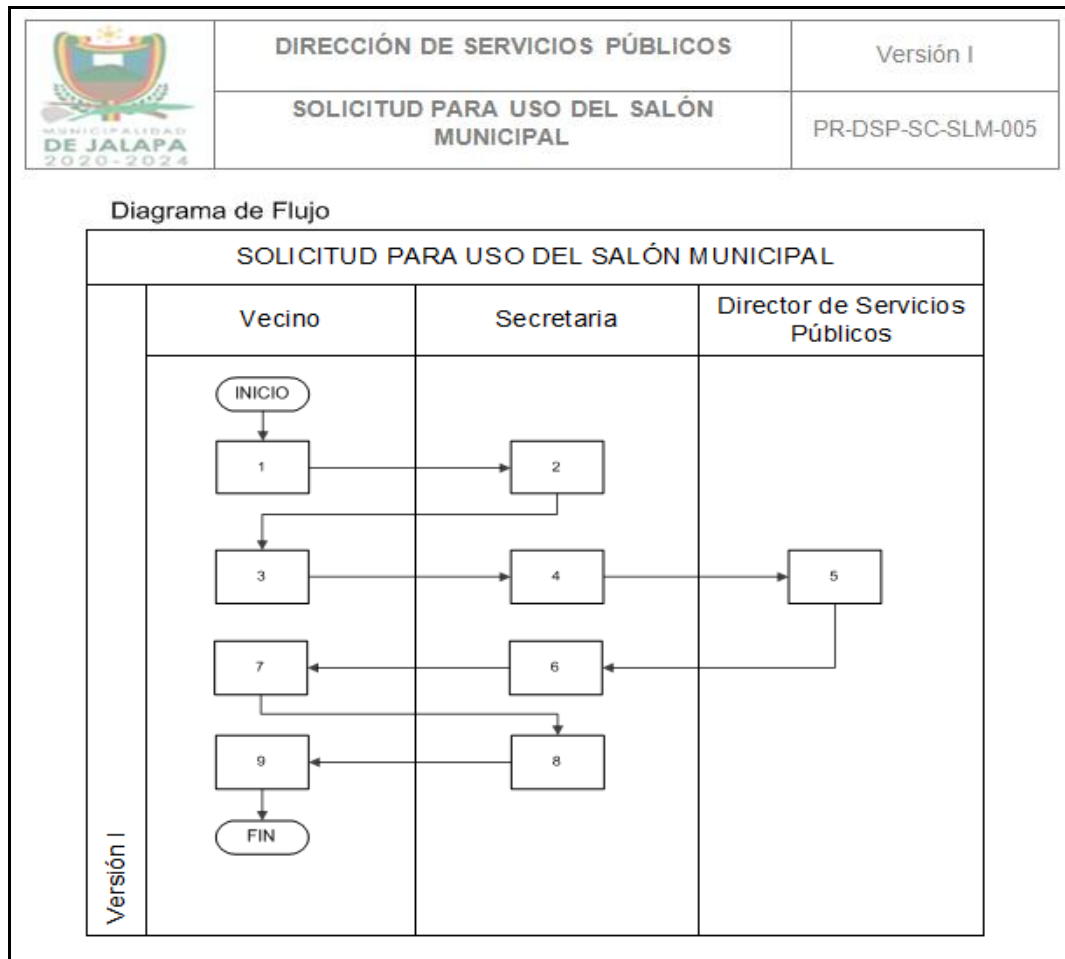 DIRECCIÓN DE SERVICIOS PÚBLICOS
Versión I
SOLICITUD PARA USO DEL SALÓN
MUNICIPAL
PR-DSP-SC-SLM-005
MUNICIPALIDAD
DE JALAPA
2020-2024
Diagrama de Flujo
SOLICITUD PARA USO DEL SALÓN MUNICIPAL
Vecino
Secretaria
Director de Servicios
Públicos
INICIO
1
2
3
4
5
7
6
9
8
FIN
Versión I